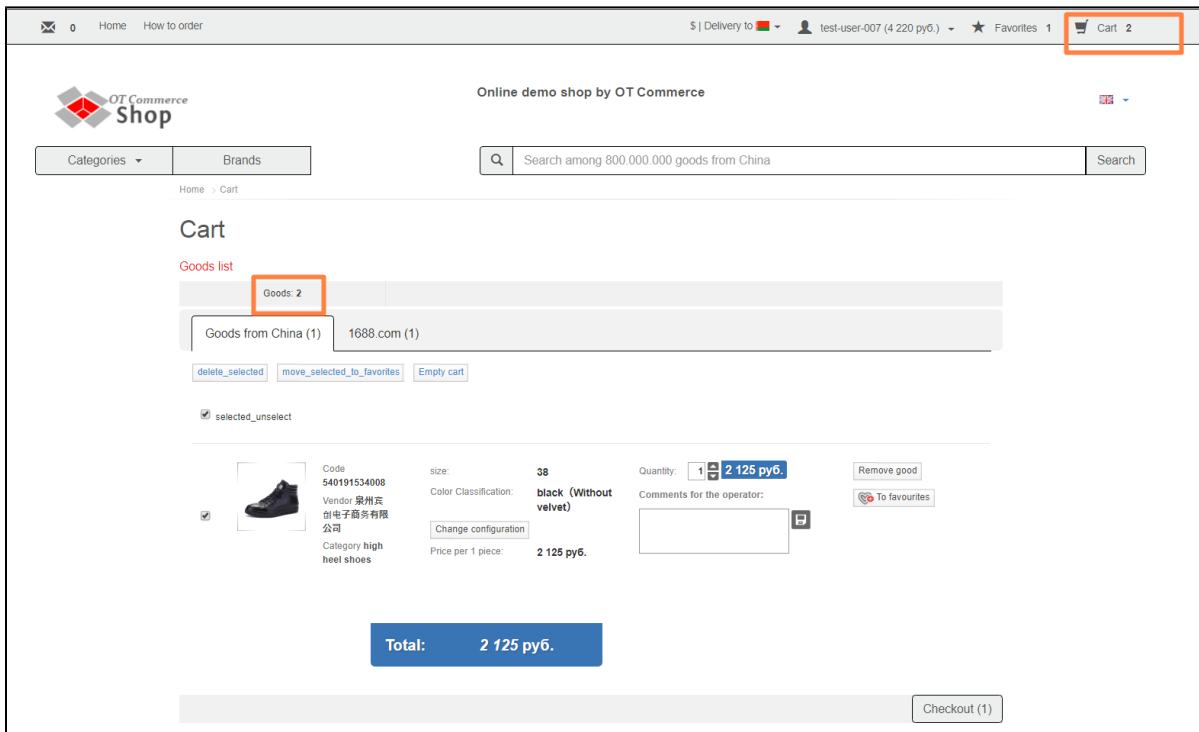 0 Home How to order $ | Delivery to test-user-007 (4 220 руб.) Favorites 1 Cart 2
OT Commerce
Shop
Online demo shop by OT Commerce
Categories Brands Search among 800.000.000 goods from China Search
Home > Cart
Cart
Goods list
Goods: 2
Goods from China (1) 1688.com (1)
delete_selected move_selected_to_favorites Empty cart
selected_unselect
Code
540191534008
Vendor 泉州宾
创电子商务有限
公司
Category high
heel shoes
size: 38
Color Classification: black（Without
velvet）
Change configuration
Price per 1 piece: 2 125 руб.
Quantity: 1 2 125 руб.
Comments for the operator:
Remove good
To favourites
Total: 2 125 руб.
Checkout (1)